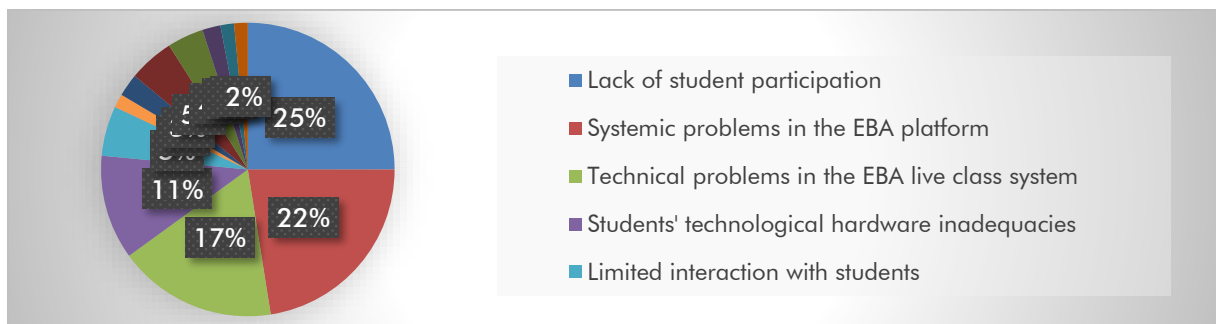 2%
25%
11%
17%
22%
Lack of student participation
Systemic problems in the EBA platform
Technical problems in the EBA live class system
Students' technological hardware inadequacies
Limited interaction with students